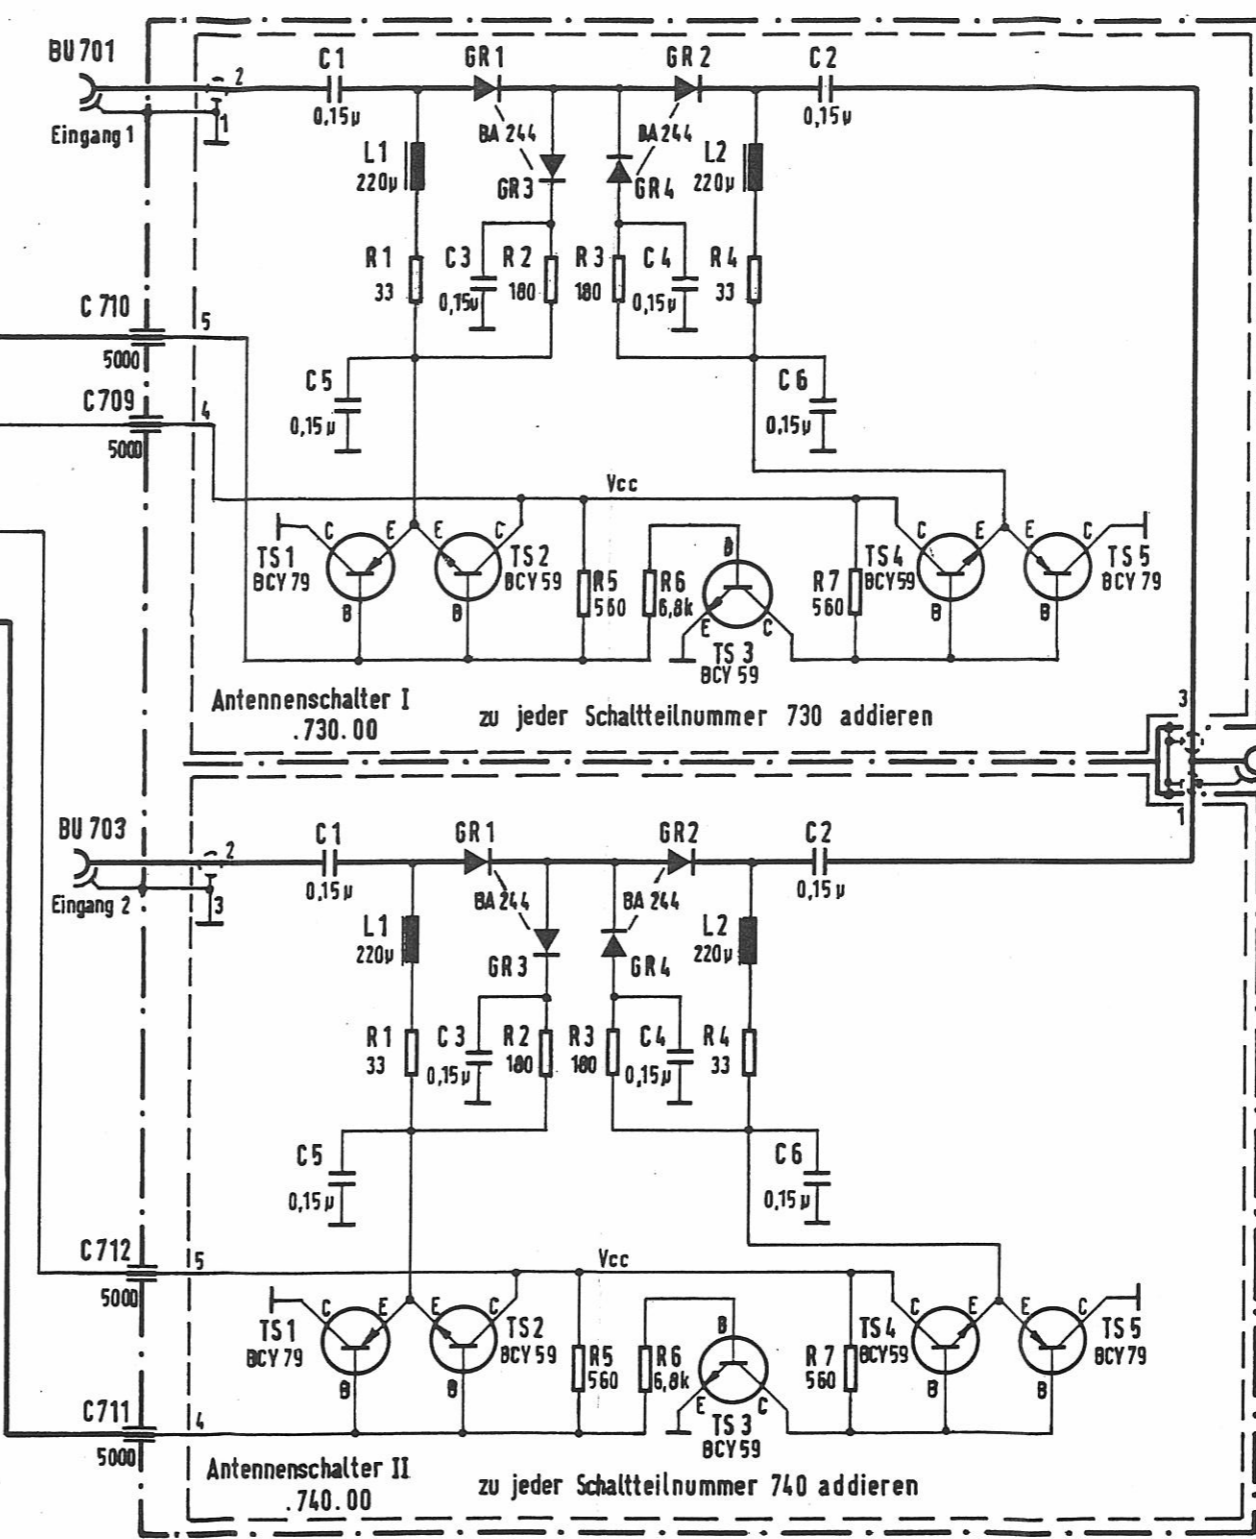 BU 701
C1
GR1
GR2
C2
2
0,15µ
0,15µ
1
Eingang 1
BA 244
BA 244
L1
L2
220µ
GR3
GR4
220µ
R1
C3
R2
R3
C4
R4
33
0,15µ
180
180
0,15µ
33
C 710
5
5000
C5
C6
C709
4
0,15µ
0,15µ
5000
Vcc
C
E
E
C
C
E
E
C
B
TS1
TS2
TS4
TS5
BCY 79
BCY 59
BCY 59
BCY 79
R5
R6
R7
560
6,8k
560
B
B
E
C
B
B
TS 3
BCY 59
Antennenschalter I
.730.00
zu jeder Schaltteilnummer 730 addieren
3
1
BU 703
C1
GR1
GR2
C2
2
0,15µ
0,15µ
Eingang 2
3
BA 244
BA 244
L1
L2
220µ
GR3
GR4
220µ
R1
C3
R2
R3
C4
R4
33
0,15µ
180
180
0,15µ
33
C5
C6
0,15µ
0,15µ
C712
5
5000
Vcc
C
E
E
C
C
E
E
C
B
TS1
TS2
TS4
TS5
BCY 79
BCY 59
BCY59
BCY79
R5
R6
R7
560
6,8k
560
B
B
E
C
B
B
C711
4
TS 3
BCY59
5000
Antennenschalter II
.740.00
zu jeder Schaltteilnummer 740 addieren